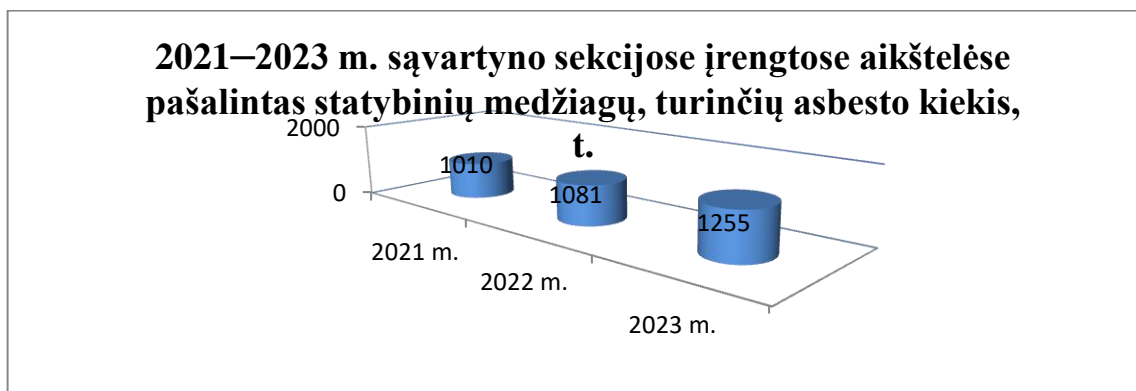 2021–2023 m. sąvartyno sekcijose įrengtose aikštelėse
pašalintas statybinių medžiagų, turinčių asbesto kiekis,
t.
2000
0
1010
1081
1255
2021 m.
2022 m.
2023 m.